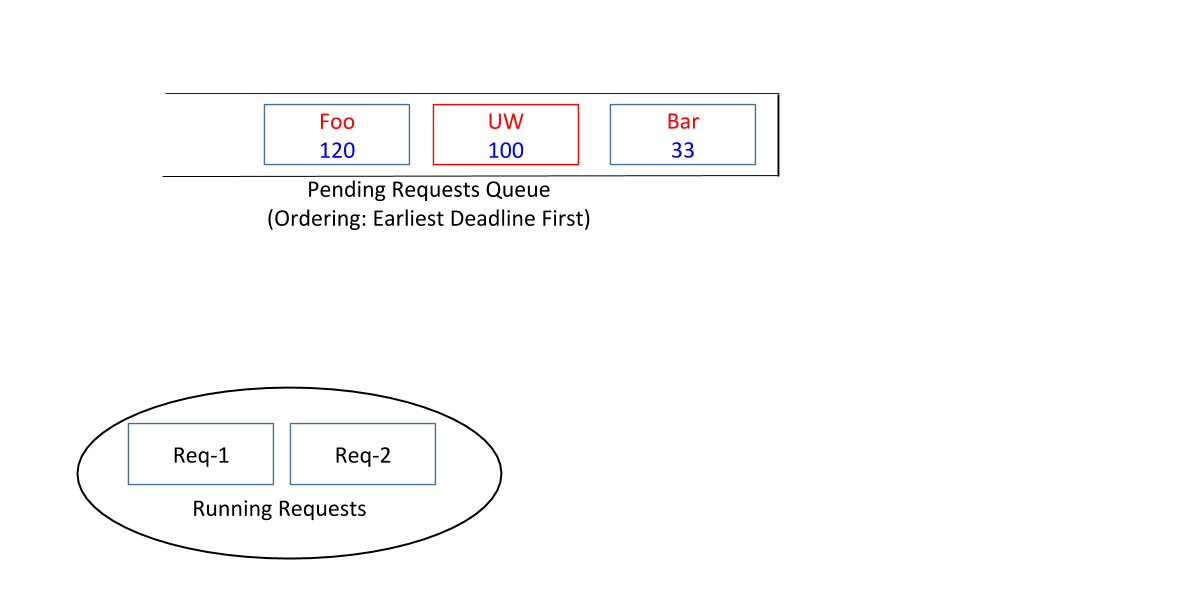 Foo
120
UW
100
Bar
33
Pending Requests Queue
(Ordering: Earliest Deadline First)
Req-1
Req-2
Running Requests